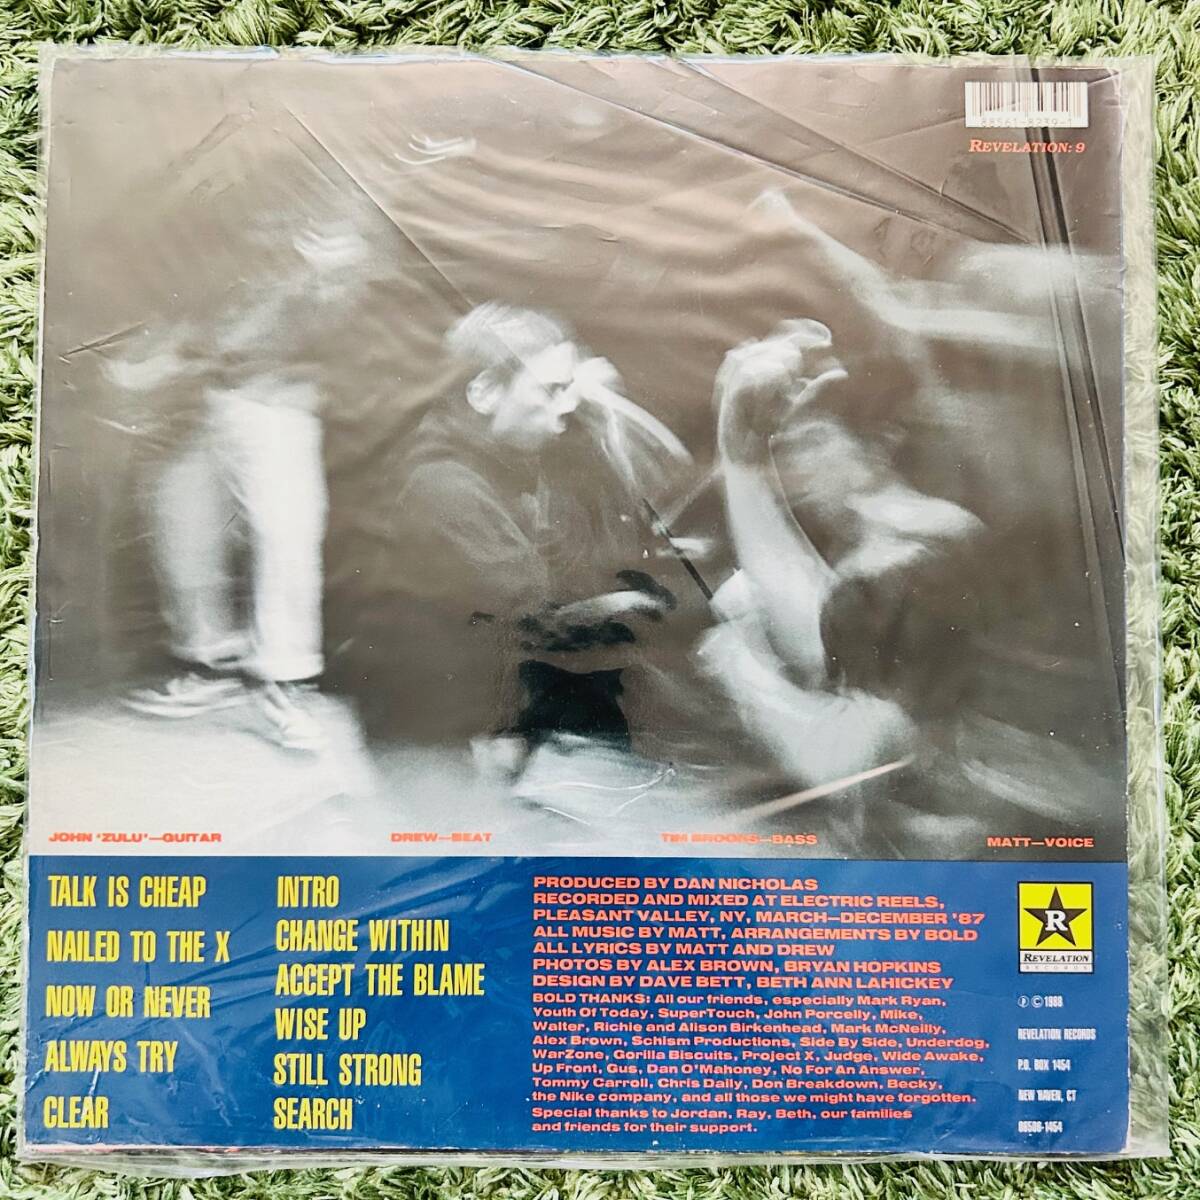 88561-8239-1
REVELATION: 9
JOHN 'ZULU'—GUITAR
DREW—BEAT
TIM BROOKS—BASS
MATT—VOICE
TALK IS CHEAP
NAILED TO THE X
NOW OR NEVER
ALWAYS TRY
CLEAR
INTRO
CHANGE WITHIN
ACCEPT THE BLAME
WISE UP
STILL STRONG
SEARCH
PRODUCED BY DAN NICHOLAS
RECORDED AND MIXED AT ELECTRIC REELS,
PLEASANT VALLEY, NY, MARCH—DECEMBER '87
ALL MUSIC BY MATT, ARRANGEMENTS BY BOLD
ALL LYRICS BY MATT AND DREW
PHOTOS BY ALEX BROWN, BRYAN HOPKINS
DESIGN BY DAVE BETT, BETH ANN LAHICKEY
BOLD THANKS: All our friends, especially Mark Ryan,
Youth Of Today, SuperTouch, John Porcelly, Mike,
Walter, Richie and Alison Birkenhead, Mark McNeilly,
Alex Brown, Schism Productions, Side By Side, Underdog,
WarZone, Gorilla Biscuits, Project X, Judge, Wide Awake,
Up Front, Gus, Dan O'Mahoney, No For An Answer,
Tommy Carroll, Chris Daily, Don Breakdown, Becky,
the Nike company, and all those we might have forgotten.
Special thanks to Jordan, Ray, Beth, our families
and friends for their support.
R
REVELATION
RECORDS
℗ © 1988
REVELATION RECORDS
P.O. BOX 1454
NEW HAVEN, CT
06506-1454